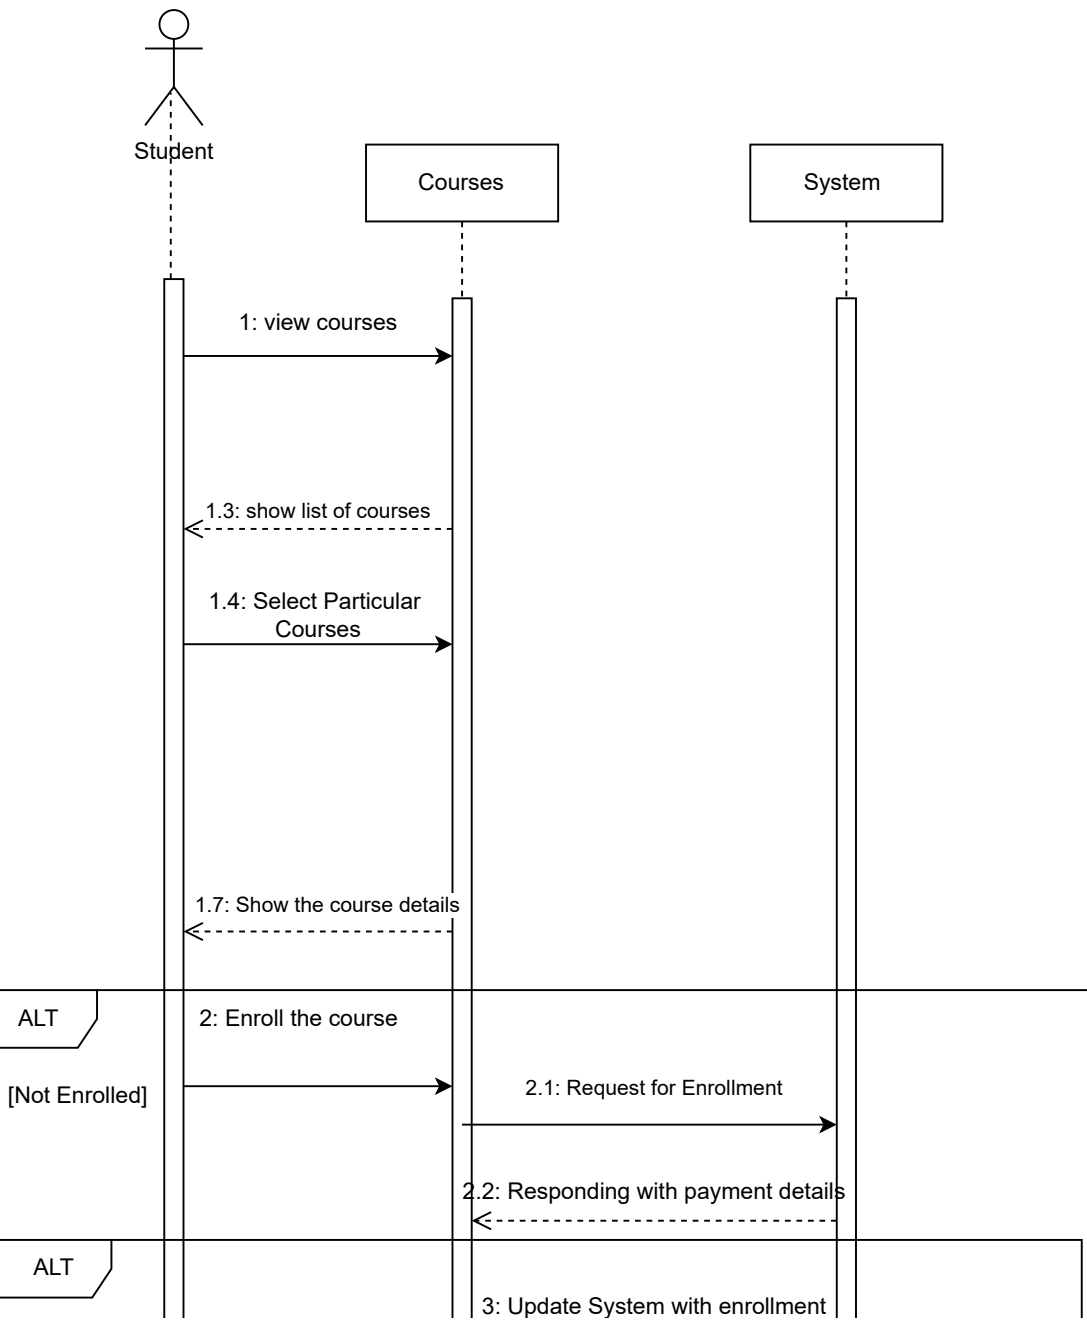 Student
Courses
System
1: view courses
1.3: show list of courses
1.4: Select Particular
Courses
1.7: Show the course details
ALT
2: Enroll the course
[Not Enrolled]
2.1: Request for Enrollment
2.2: Responding with payment details
ALT
3: Update System with enrollment